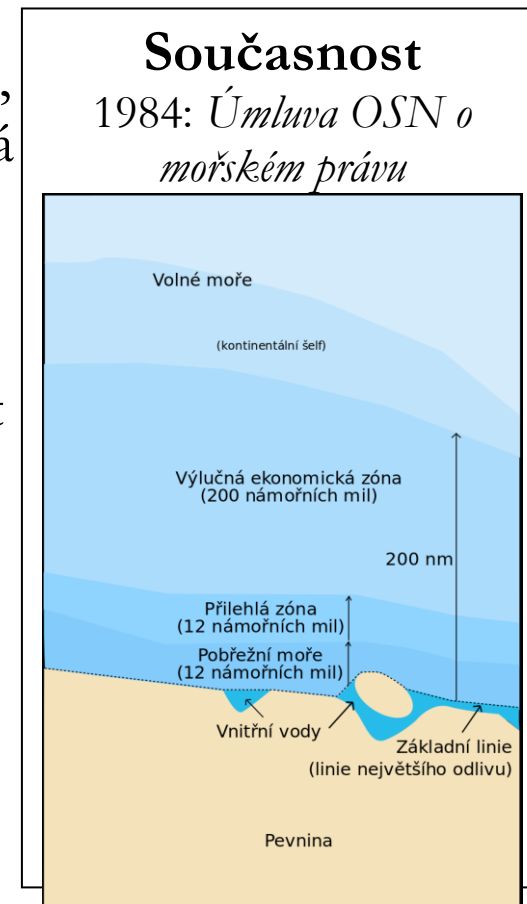 Současnost
1984: Úmluva OSN o
mořském právu
Volné moře
(kontinentální šelf)
Výlučná ekonomická zóna
(200 námořních mil)
200 nm
Přilehlá zóna
(12 námořních mil)
Pobřežní moře
(12 námořních mil)
Vnitřní vody
Základní linie
(linie největšího odlivu)
Pevnina